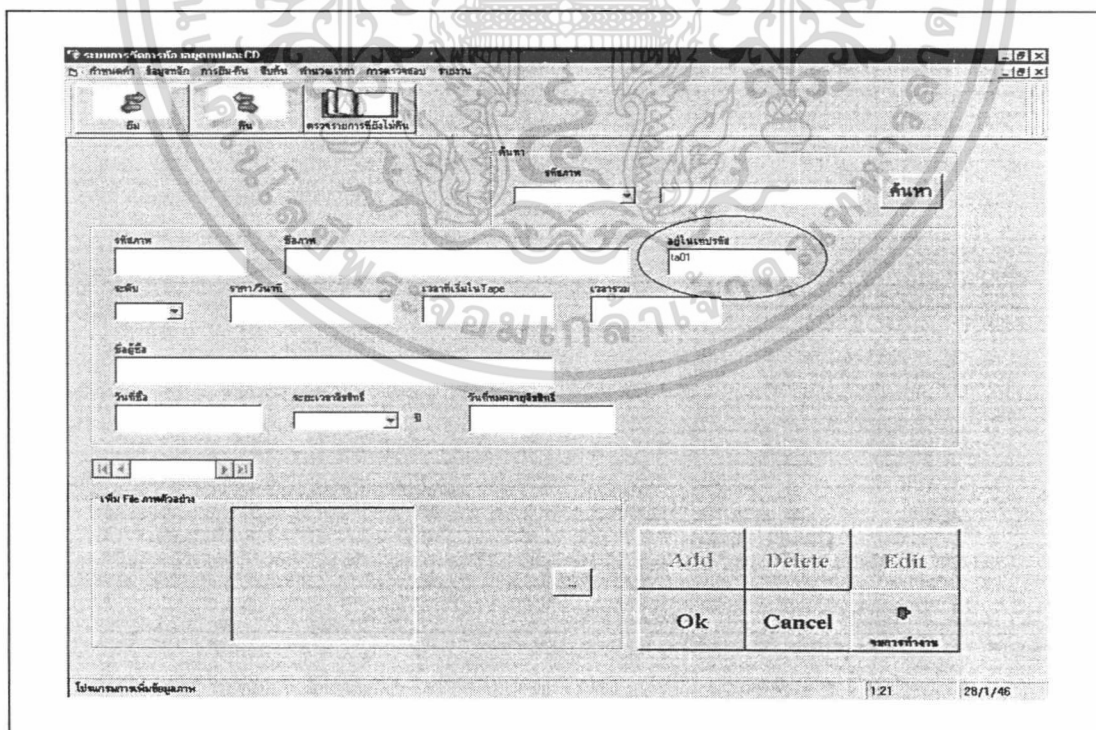 ระบบการจัดการห้องสมุดเทปและCD
กำหนดค่า ข้อมูลหลัก การยืม-คืน สืบค้น คำนวณราคา การตรวจสอบ รายงาน
ยืม คืน ตรวจรายการที่ยังไม่คืน
ค้นหา
รหัสภาพ
ค้นหา
รหัสภาพ ชื่อภาพ อยู่ในเทปรหัส
ta01
ระดับ ราคา/วินาที เวลาที่เริ่มใน Tape เวลารวม
ชื่อผู้ซื้อ
วันที่ซื้อ ระยะเวลาลิขสิทธิ์ ปี วันที่หมดอายุลิขสิทธิ์
เพิ่ม File ภาพตัวอย่าง
...
Add Delete Edit
Ok Cancel จบการทำงาน
โปรแกรมการเพิ่มข้อมูลภาพ 1:21 28/1/46